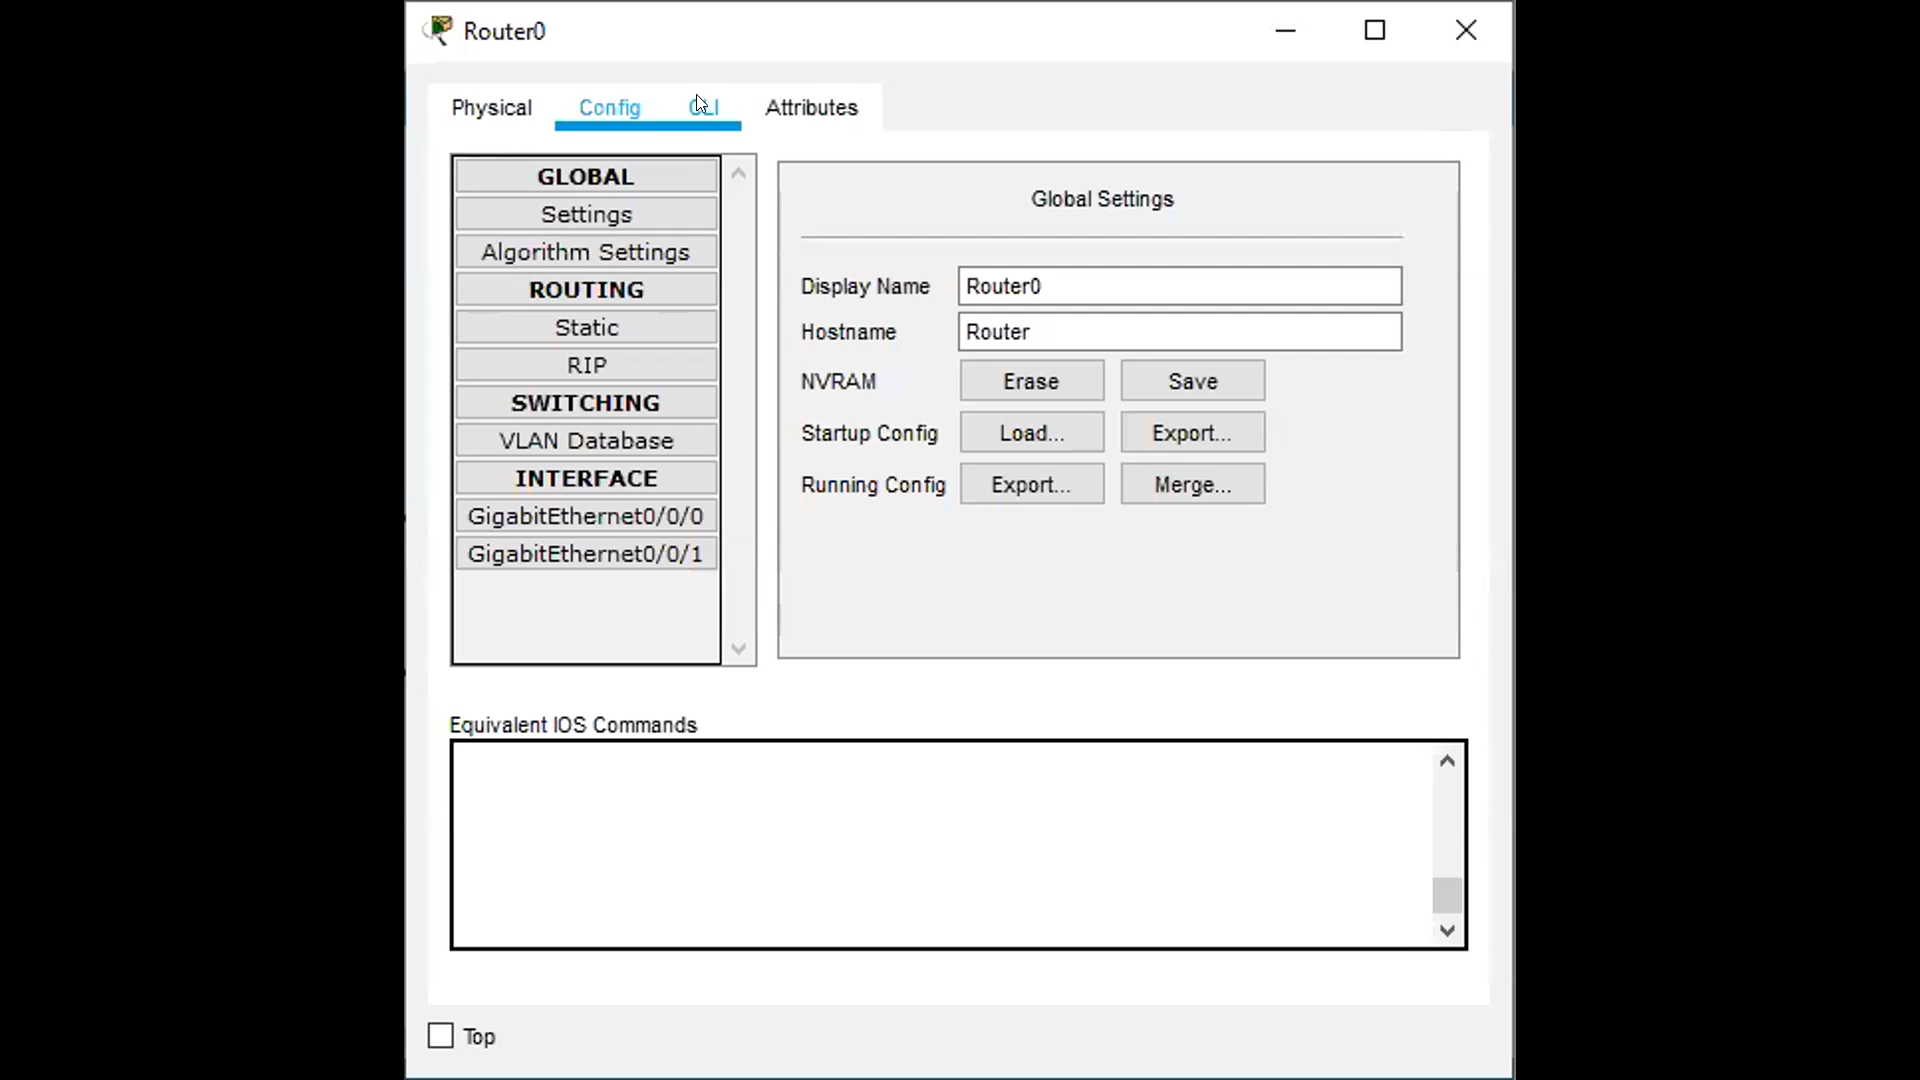 Router0
Physical Config CLI Attributes
GLOBAL
Settings
Algorithm Settings
ROUTING
Static
RIP
SWITCHING
VLAN Database
INTERFACE
GigabitEthernet0/0/0
GigabitEthernet0/0/1
Global Settings
Display Name Router0
Hostname Router
NVRAM Erase Save
Startup Config Load... Export...
Running Config Export... Merge...
Equivalent IOS Commands
Top